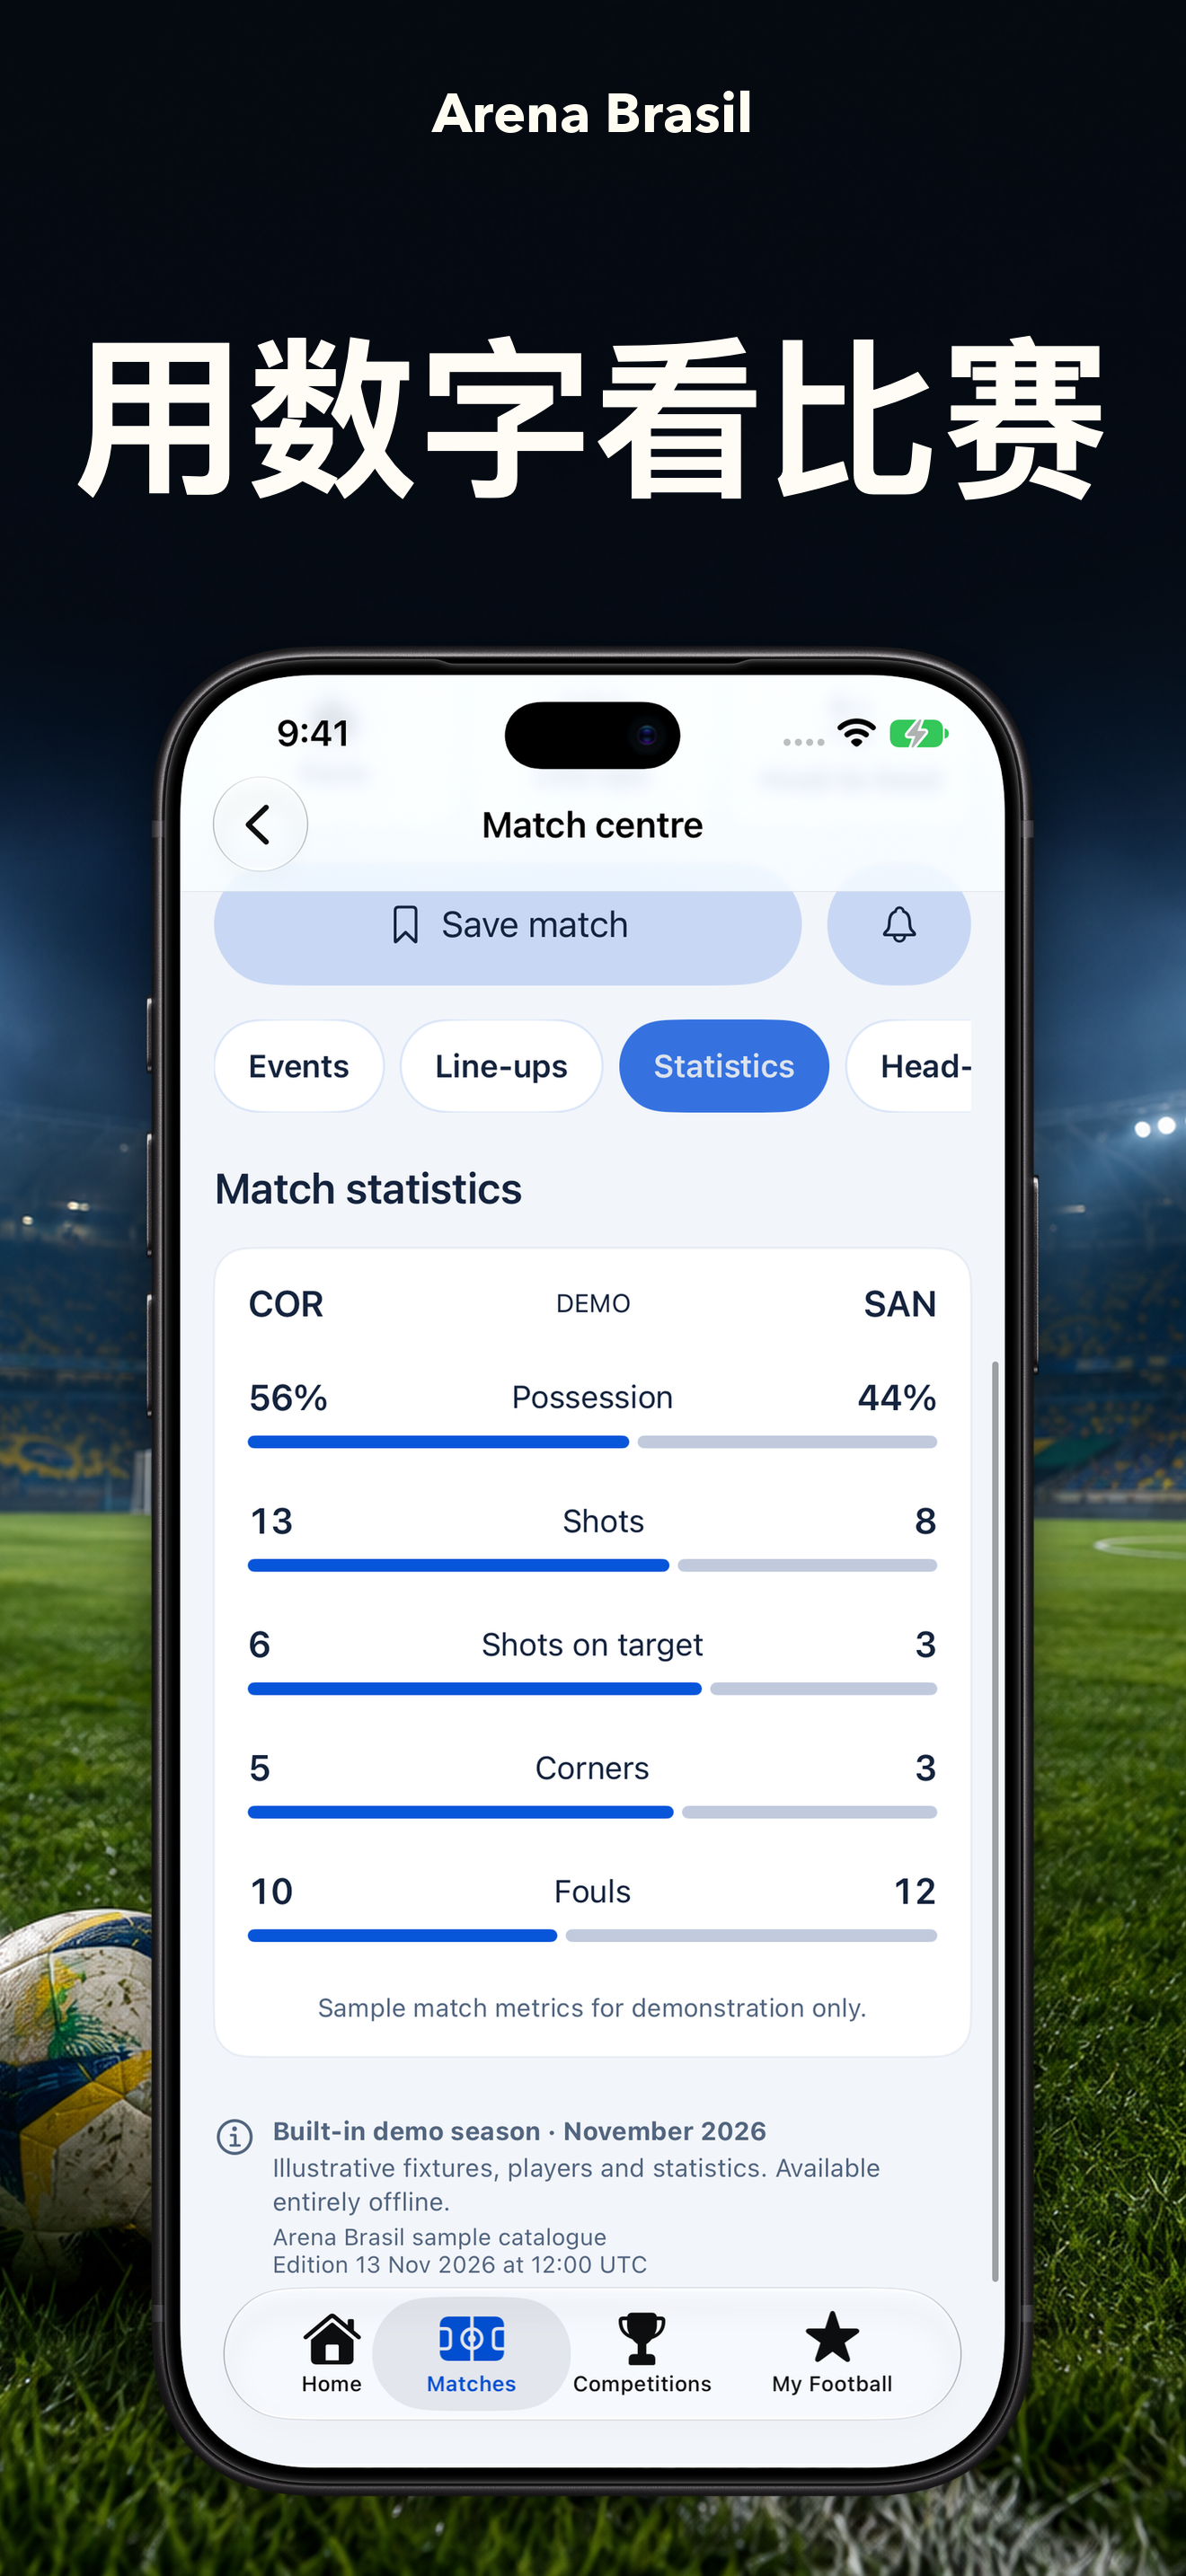 Arena Brasil
用数字看比赛
9:41
Match centre
Save match
Events Line-ups Statistics Head-
Match statistics
COR DEMO SAN
56% Possession 44%
13 Shots 8
6 Shots on target 3
5 Corners 3
10 Fouls 12
Sample match metrics for demonstration only.
Built-in demo season · November 2026
Illustrative fixtures, players and statistics. Available
entirely offline.
Arena Brasil sample catalogue
Edition 13 Nov 2026 at 12:00 UTC
Home Matches Competitions My Football